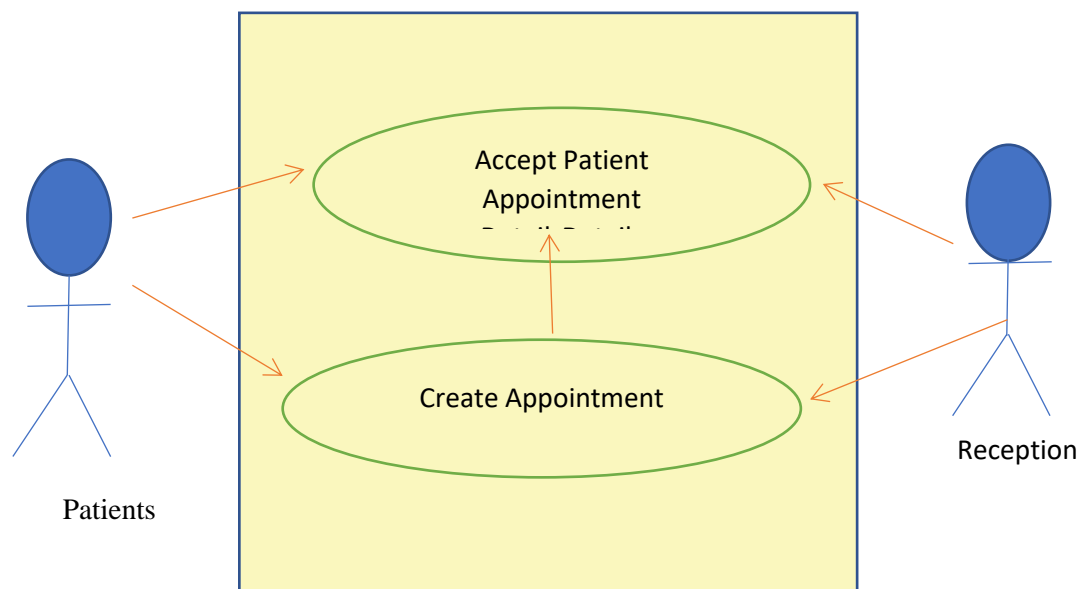 Accept Patient
Appointment
Create Appointment
Reception
Patients